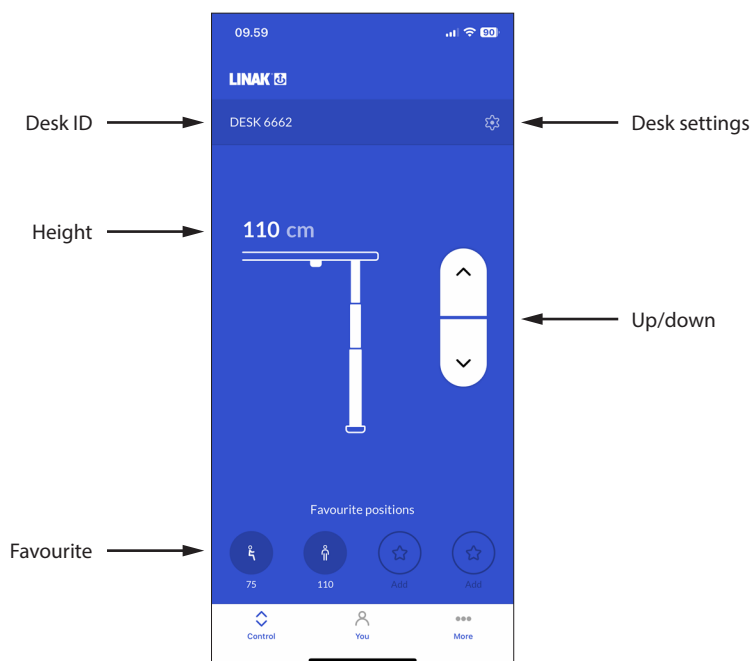 09.59
90
LINAK
Desk ID
DESK 6662
Desk settings
Height
110 cm
Up/down
Favourite positions
Favourite
75
110
Add
Add
Control
You
More